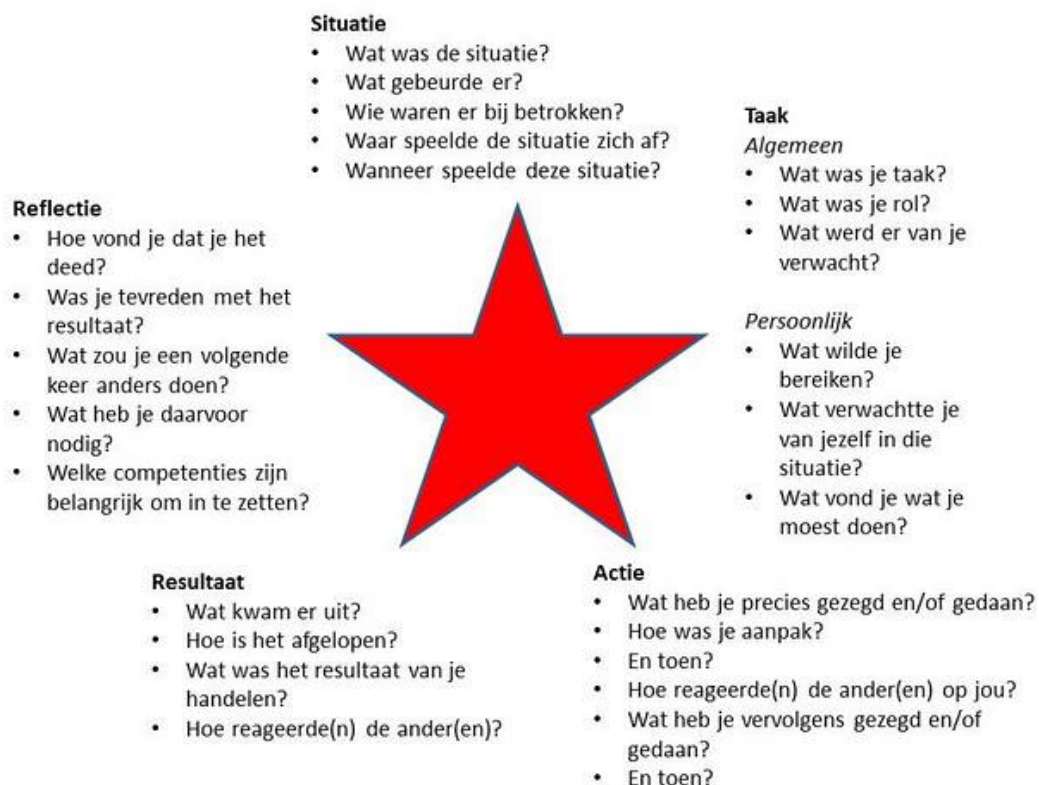 Situatie
• Wat was de situatie?
• Wat gebeurde er?
• Wie waren er bij betrokken?
• Waar speelde de situatie zich af?
• Wanneer speelde deze situatie?
Taak
Algemeen
• Wat was je taak?
• Wat was je rol?
• Wat werd er van je
verwacht?
Persoonlijk
• Wat wilde je
bereiken?
• Wat verwachtte je
van jezelf in die
situatie?
• Wat vond je wat je
moest doen?
Actie
• Wat heb je precies gezegd en/of gedaan?
• Hoe was je aanpak?
• En toen?
• Hoe reageerde(n) de ander(en) op jou?
• Wat heb je vervolgens gezegd en/of
gedaan?
• En toen?
Resultaat
• Wat kwam er uit?
• Hoe is het afgelopen?
• Wat was het resultaat van je
handelen?
• Hoe reageerde(n) de ander(en)?
Reflectie
• Hoe vond je dat je het
deed?
• Was je tevreden met het
resultaat?
• Wat zou je een volgende
keer anders doen?
• Wat heb je daarvoor
nodig?
• Welke competenties zijn
belangrijk om in te zetten?